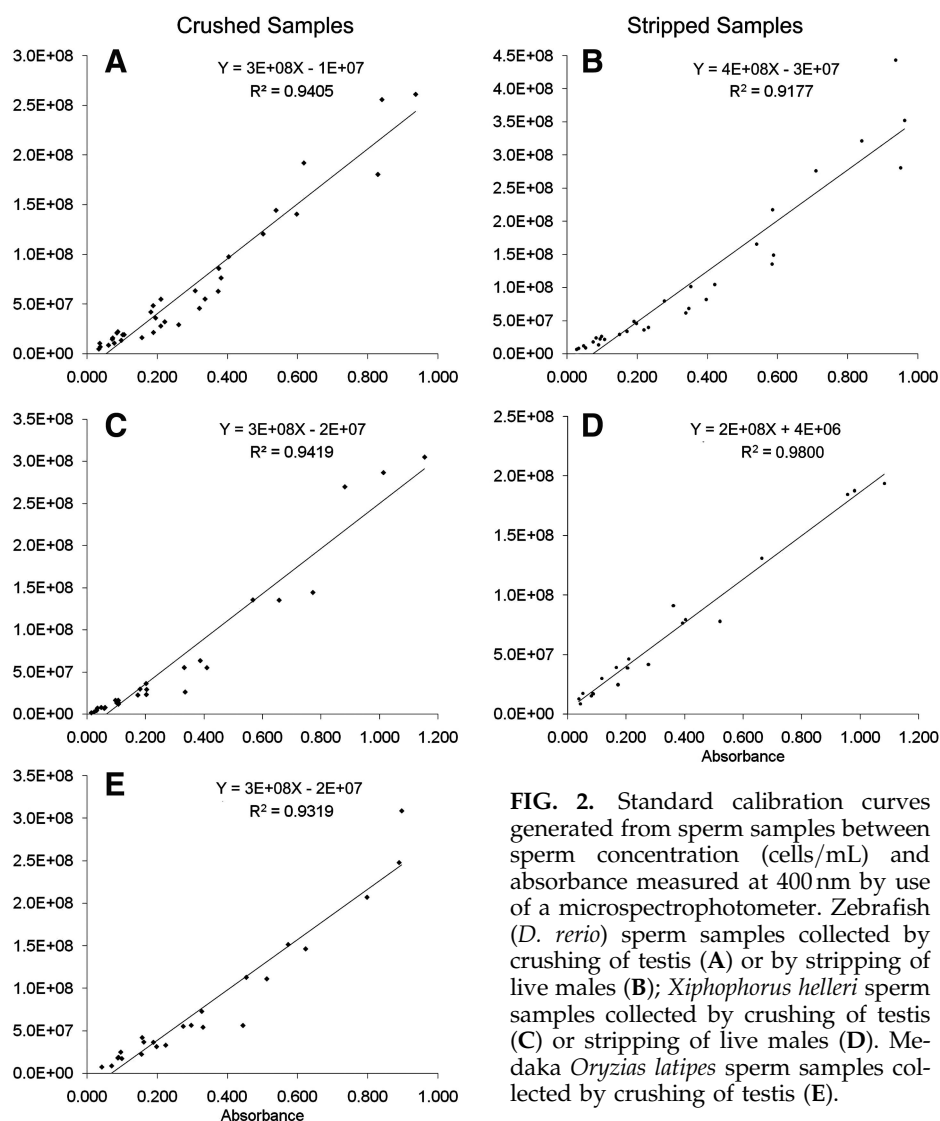 Crushed Samples
Stripped Samples
A
Y = 3E+08X - 1E+07
R² = 0.9405
3.0E+08
2.5E+08
2.0E+08
1.5E+08
1.0E+08
5.0E+07
0.0E+00
0.000 0.200 0.400 0.600 0.800 1.000
B
Y = 4E+08X - 3E+07
R² = 0.9177
4.5E+08
4.0E+08
3.5E+08
3.0E+08
2.5E+08
2.0E+08
1.5E+08
1.0E+08
5.0E+07
0.0E+00
0.000 0.200 0.400 0.600 0.800 1.000
C
Y = 3E+08X - 2E+07
R² = 0.9419
3.5E+08
3.0E+08
2.5E+08
2.0E+08
1.5E+08
1.0E+08
5.0E+07
0.0E+00
0.000 0.200 0.400 0.600 0.800 1.000 1.200
D
Y = 2E+08X + 4E+06
R² = 0.9800
2.5E+08
2.0E+08
1.5E+08
1.0E+08
5.0E+07
0.0E+00
0.000 0.200 0.400 0.600 0.800 1.000 1.200
Absorbance
E
Y = 3E+08X - 2E+07
R² = 0.9319
3.5E+08
3.0E+08
2.5E+08
2.0E+08
1.5E+08
1.0E+08
5.0E+07
0.0E+00
0.000 0.200 0.400 0.600 0.800 1.000
Absorbance
FIG. 2. Standard calibration curves
generated from sperm samples between
sperm concentration (cells/mL) and
absorbance measured at 400 nm by use
of a microspectrophotometer. Zebrafish
(D. rerio) sperm samples collected by
crushing of testis (A) or by stripping of
live males (B); Xiphophorus helleri sperm
samples collected by crushing of testis
(C) or stripping of live males (D). Me-
daka Oryzias latipes sperm samples col-
lected by crushing of testis (E).